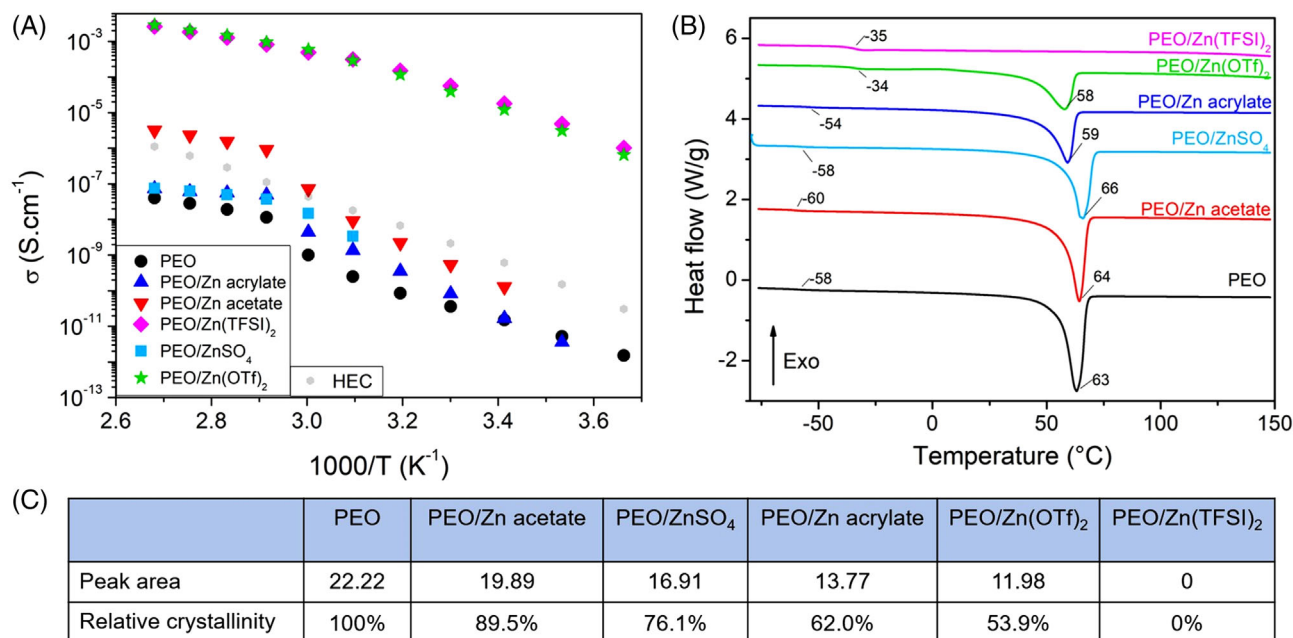 (A)
10⁻³
10⁻⁵
10⁻⁷
10⁻⁹
10⁻¹¹
10⁻¹³
σ (S.cm⁻¹)
PEO
PEO/Zn acrylate
PEO/Zn acetate
PEO/Zn(TFSI)₂
PEO/ZnSO₄
PEO/Zn(OTf)₂
HEC
2.6 2.8 3.0 3.2 3.4 3.6
1000/T (K⁻¹)
(B)
6
4
2
0
-2
Heat flow (W/g)
-35
PEO/Zn(TFSI)₂
-34
PEO/Zn(OTf)₂
58
-54
PEO/Zn acrylate
59
-58
PEO/ZnSO₄
66
-60
PEO/Zn acetate
64
-58
PEO
63
Exo
-50 0 50 100 150
Temperature (°C)
(C)
PEO PEO/Zn acetate PEO/ZnSO₄ PEO/Zn acrylate PEO/Zn(OTf)₂ PEO/Zn(TFSI)₂
Peak area 22.22 19.89 16.91 13.77 11.98 0
Relative crystallinity 100% 89.5% 76.1% 62.0% 53.9% 0%